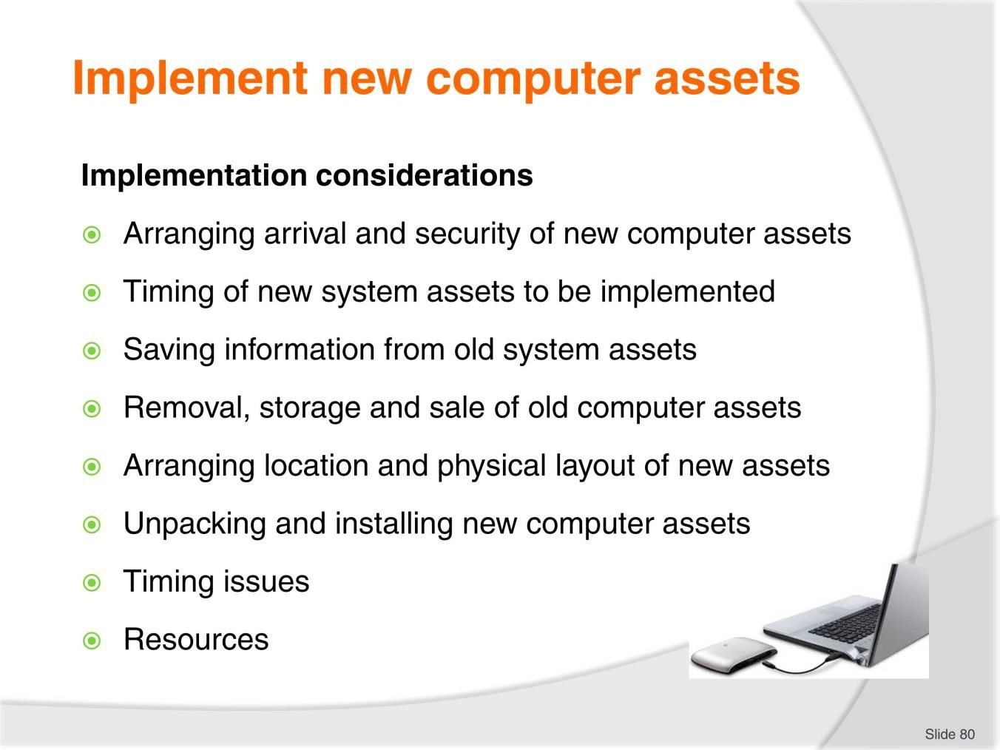 Implement new computer assets
Implementation considerations
Arranging arrival and security of new computer assets
Timing of new system assets to be implemented
Saving information from old system assets
Removal, storage and sale of old computer assets
Arranging location and physical layout of new assets
Unpacking and installing new computer assets
Timing issues
Resources
Slide 80